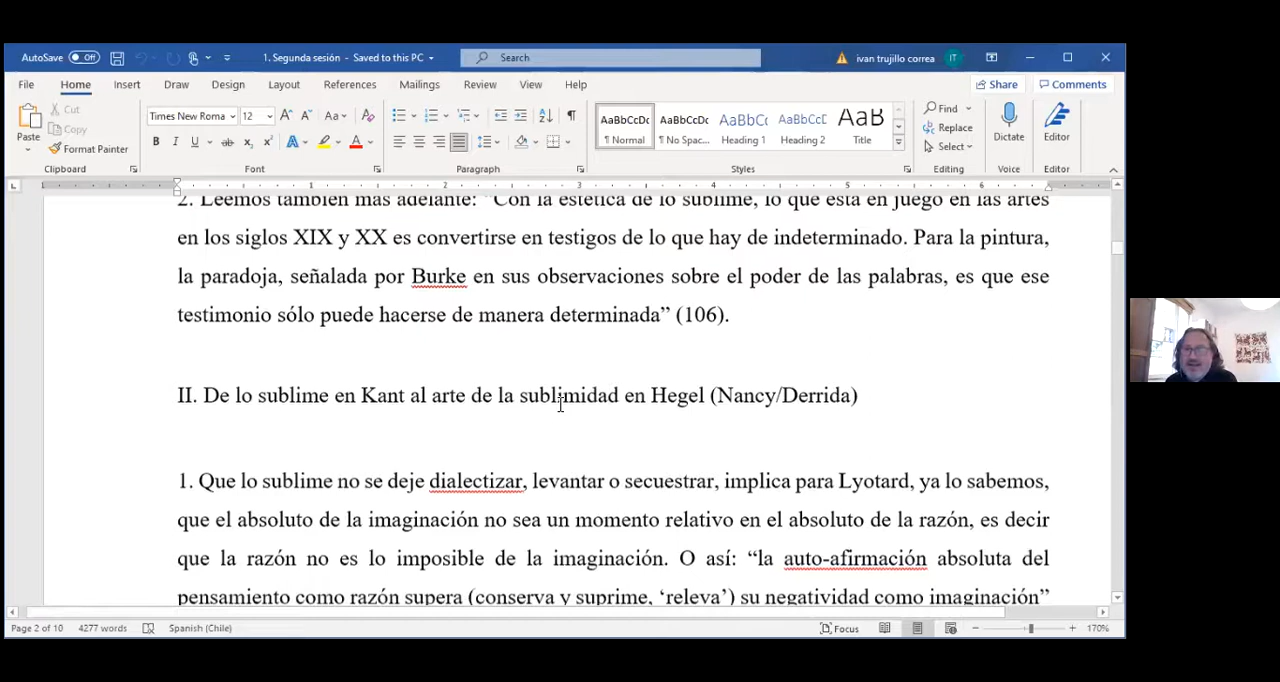 AutoSave Off 1. Segunda sesión - Saved to this PC Search ivan trujillo correa IT
File Home Insert Draw Design Layout References Mailings Review View Help Share Comments
Paste Cut Copy Format Painter
Times New Roma 12 Aa
B I U ab x₂ x² A A
AaBbCcDc AaBbCcDc AaBbCc AaBbCcD AaB
¶ Normal ¶ No Spac... Heading 1 Heading 2 Title
Find Replace Select Dictate Editor
Clipboard Font Paragraph Styles Editing Voice Editor
1 2 3 4 5 6
2. Leemos también más adelante: “Con la estética de lo sublime, lo que está en juego en las artes
en los siglos XIX y XX es convertirse en testigos de lo que hay de indeterminado. Para la pintura,
la paradoja, señalada por Burke en sus observaciones sobre el poder de las palabras, es que ese
testimonio sólo puede hacerse de manera determinada” (106).
II. De lo sublime en Kant al arte de la sublimidad en Hegel (Nancy/Derrida)
1. Que lo sublime no se deje dialectizar, levantar o secuestrar, implica para Lyotard, ya lo sabemos,
que el absoluto de la imaginación no sea un momento relativo en el absoluto de la razón, es decir
que la razón no es lo imposible de la imaginación. O así: “la auto-afirmación absoluta del
pensamiento como razón supera (conserva y suprime, ‘releva’) su negatividad como imaginación”
Page 2 of 10 4277 words Spanish (Chile) Focus 170%